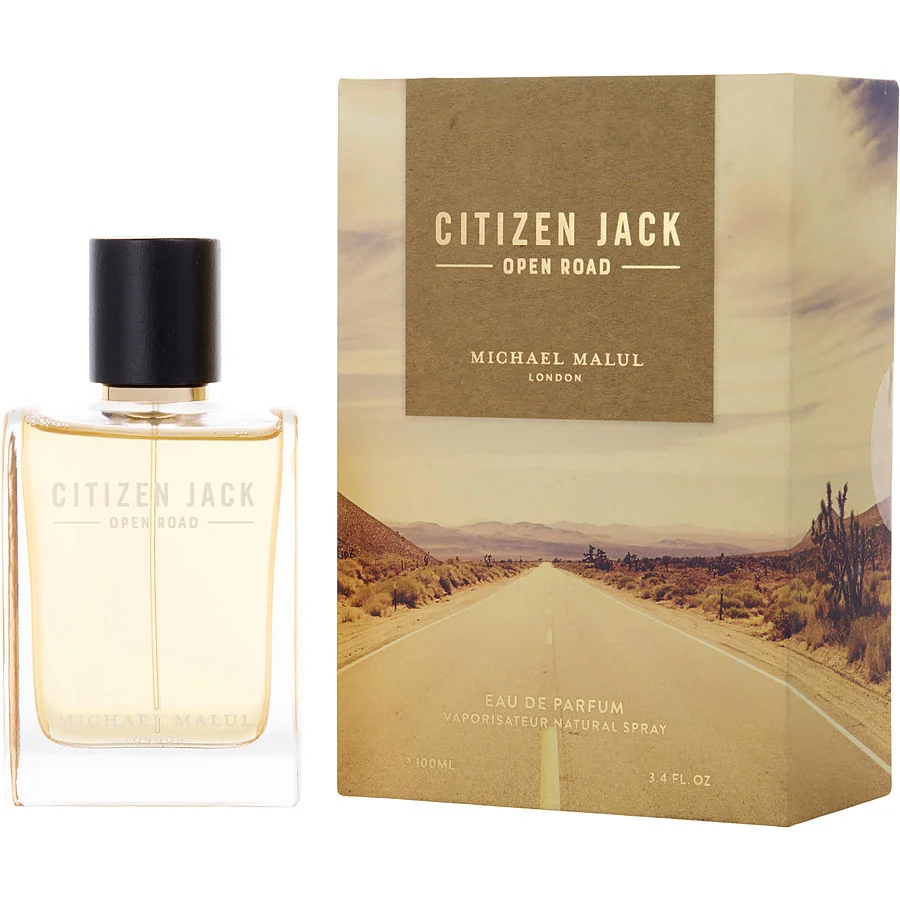 CITIZEN JACK
OPEN ROAD
MICHAEL MALUL
LONDON
CITIZEN JACK
OPEN ROAD
MICHAEL MALUL
LONDON
EAU DE PARFUM
VAPORISATEUR NATURAL SPRAY
℮ 100ML
3.4 FL. OZ